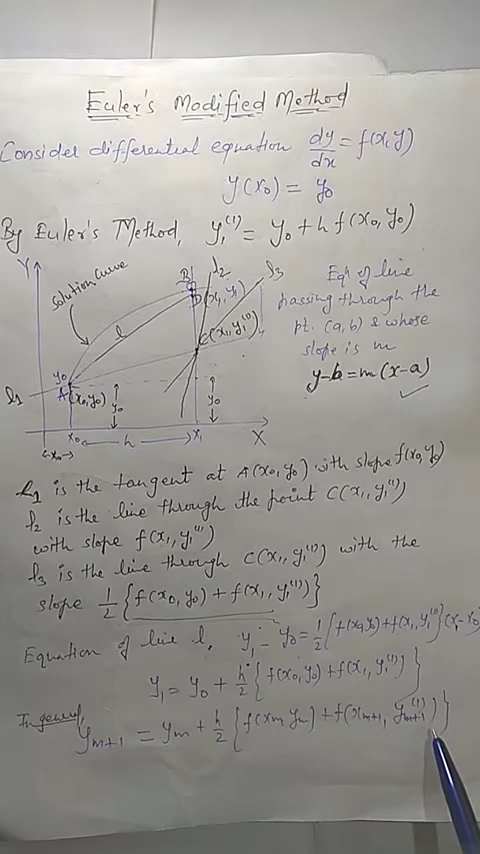 Euler's Modified Method
Consider differential equation dy/dx = f(x,y)
y(x₀) = y₀
By Euler's Method, y₁⁽¹⁾ = y₀ + h f(x₀, y₀)
Y
Solution Curve
B
l₂
l₃
D(x₁, y₁)
l
C(x₁, y₁⁽¹⁾)
Eqⁿ of line
passing through the
pt. (a, b) & whose
slope is m
y-b = m(x-a)
l₁
y₀
A(x₀, y₀)
y₀
y₀
x₀
h
x₁
X
x₀
l₁ is the tangent at A(x₀, y₀) with slope f(x₀, y₀)
l₂ is the line through the point C(x₁, y₁⁽¹⁾)
with slope f(x₁, y₁⁽¹⁾)
l₃ is the line through C(x₁, y₁⁽¹⁾) with the
slope 1/2 {f(x₀, y₀) + f(x₁, y₁⁽¹⁾)}
Equation of line l, y₁ - y₀ = 1/2 [f(x₀, y₀) + f(x₁, y₁⁽¹⁾)](x₁ - x₀)
y₁ = y₀ + h/2 {f(x₀, y₀) + f(x₁, y₁⁽¹⁾)}
In general,
yₘ₊₁ = yₘ + h/2 {f(xₘ, yₘ) + f(xₘ₊₁, yₘ₊₁⁽¹⁾)}